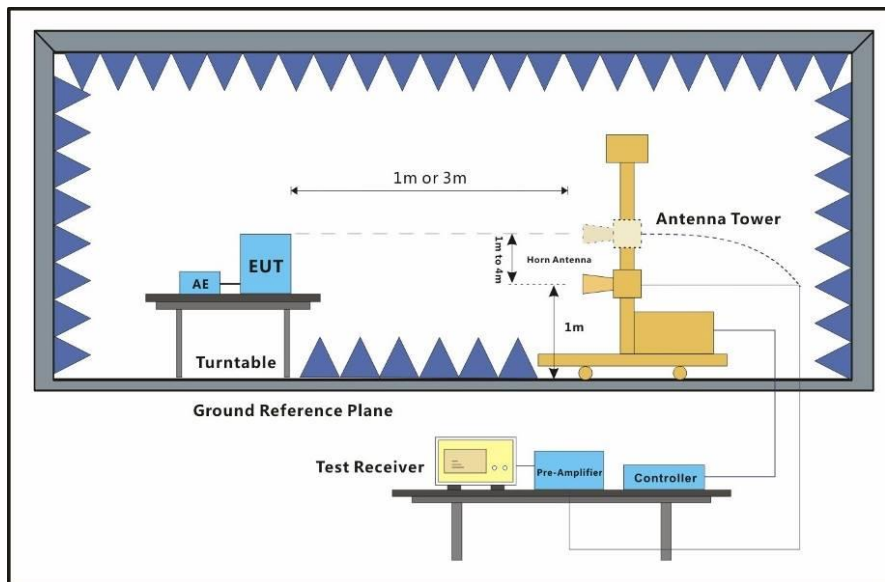 1m or 3m
Antenna Tower
1m to 4m
Horn Antenna
EUT
AE
1m
Turntable
Ground Reference Plane
Test Receiver
Pre-Amplifier
Controller